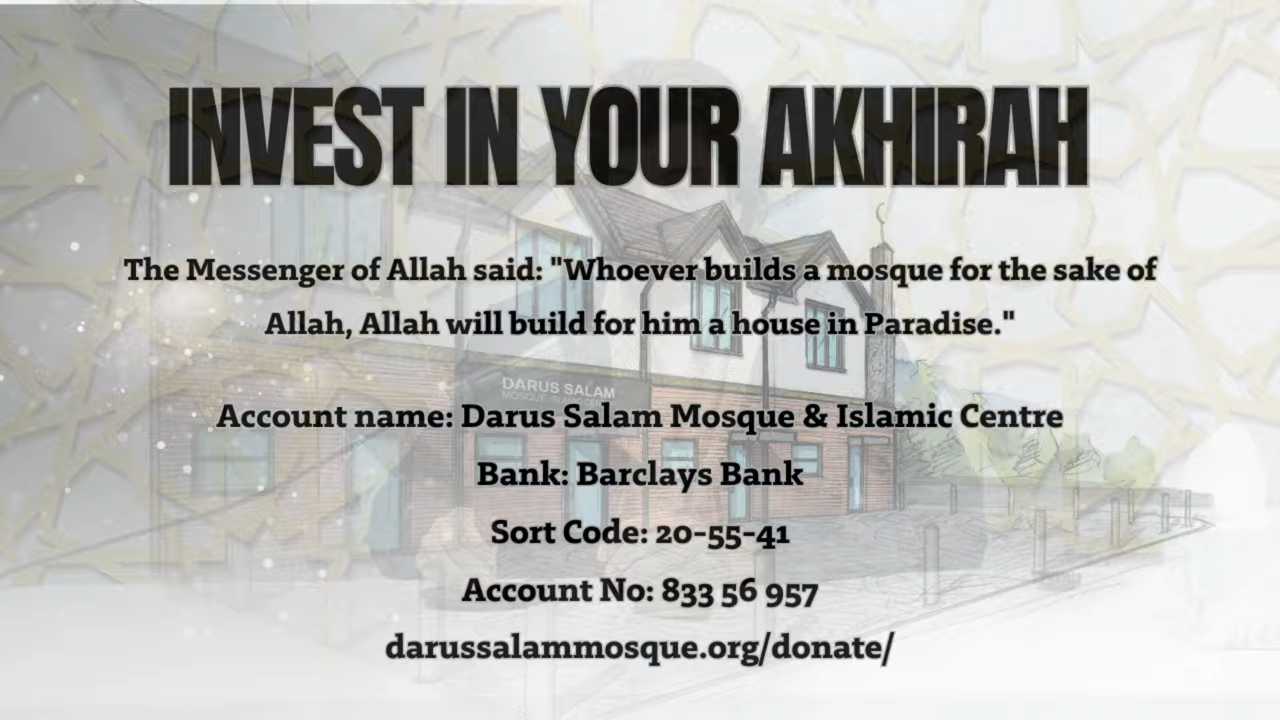 INVEST IN YOUR AKHIRAH
The Messenger of Allah said: "Whoever builds a mosque for the sake of
Allah, Allah will build for him a house in Paradise."
DARUS SALAM
Account name: Darus Salam Mosque & Islamic Centre
Bank: Barclays Bank
Sort Code: 20-55-41
Account No: 833 56 957
darussalammosque.org/donate/